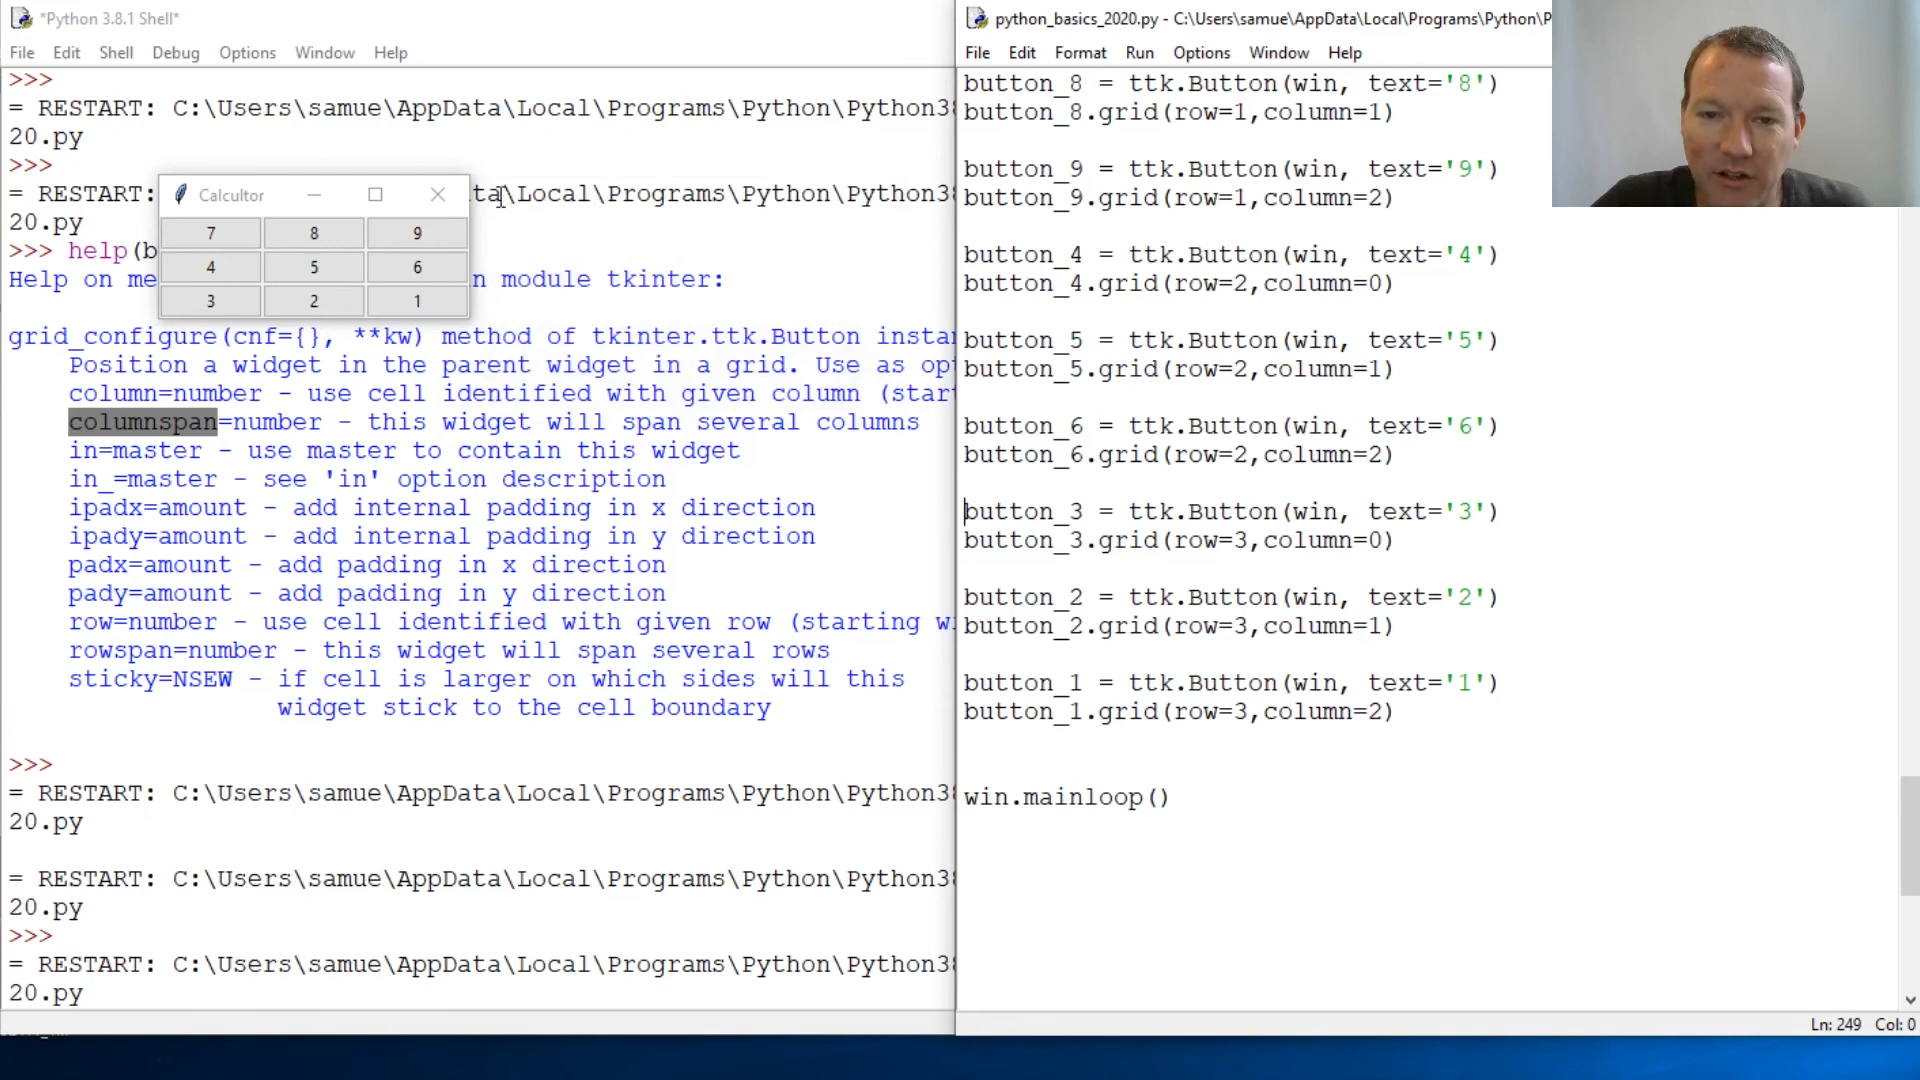 *Python 3.8.1 Shell*
File Edit Shell Debug Options Window Help
>>>
= RESTART: C:\Users\samue\AppData\Local\Programs\Python\Python38
20.py
>>>
= RESTART: ta\Local\Programs\Python\Python38
20.py
>>> help(b
Help on me n module tkinter:
grid_configure(cnf={}, **kw) method of tkinter.ttk.Button insta
Position a widget in the parent widget in a grid. Use as op
column=number - use cell identified with given column (star
columnspan=number - this widget will span several columns
in=master - use master to contain this widget
in_=master - see 'in' option description
ipadx=amount - add internal padding in x direction
ipady=amount - add internal padding in y direction
padx=amount - add padding in x direction
pady=amount - add padding in y direction
row=number - use cell identified with given row (starting w
rowspan=number - this widget will span several rows
sticky=NSEW - if cell is larger on which sides will this
widget stick to the cell boundary
>>>
= RESTART: C:\Users\samue\AppData\Local\Programs\Python\Python38
20.py
= RESTART: C:\Users\samue\AppData\Local\Programs\Python\Python38
20.py
>>>
= RESTART: C:\Users\samue\AppData\Local\Programs\Python\Python38
20.py
Calcultor
7 8 9
4 5 6
3 2 1
python_basics_2020.py - C:\Users\samue\AppData\Local\Programs\Python\P
File Edit Format Run Options Window Help
button_8 = ttk.Button(win, text='8')
button_8.grid(row=1,column=1)
button_9 = ttk.Button(win, text='9')
button_9.grid(row=1,column=2)
button_4 = ttk.Button(win, text='4')
button_4.grid(row=2,column=0)
button_5 = ttk.Button(win, text='5')
button_5.grid(row=2,column=1)
button_6 = ttk.Button(win, text='6')
button_6.grid(row=2,column=2)
button_3 = ttk.Button(win, text='3')
button_3.grid(row=3,column=0)
button_2 = ttk.Button(win, text='2')
button_2.grid(row=3,column=1)
button_1 = ttk.Button(win, text='1')
button_1.grid(row=3,column=2)
win.mainloop()
Ln: 249 Col: 0